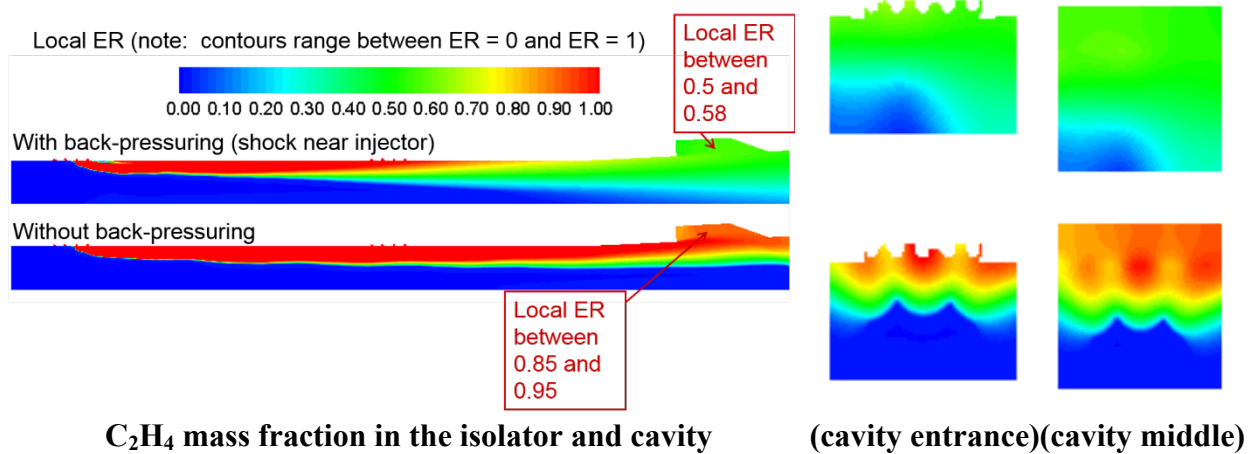 Local ER (note: contours range between ER = 0 and ER = 1)
0.00 0.10 0.20 0.30 0.40 0.50 0.60 0.70 0.80 0.90 1.00
Local ER
between
0.5 and
0.58
With back-pressuring (shock near injector)
Without back-pressuring
Local ER
between
0.85 and
0.95
C₂H₄ mass fraction in the isolator and cavity
(cavity entrance)(cavity middle)